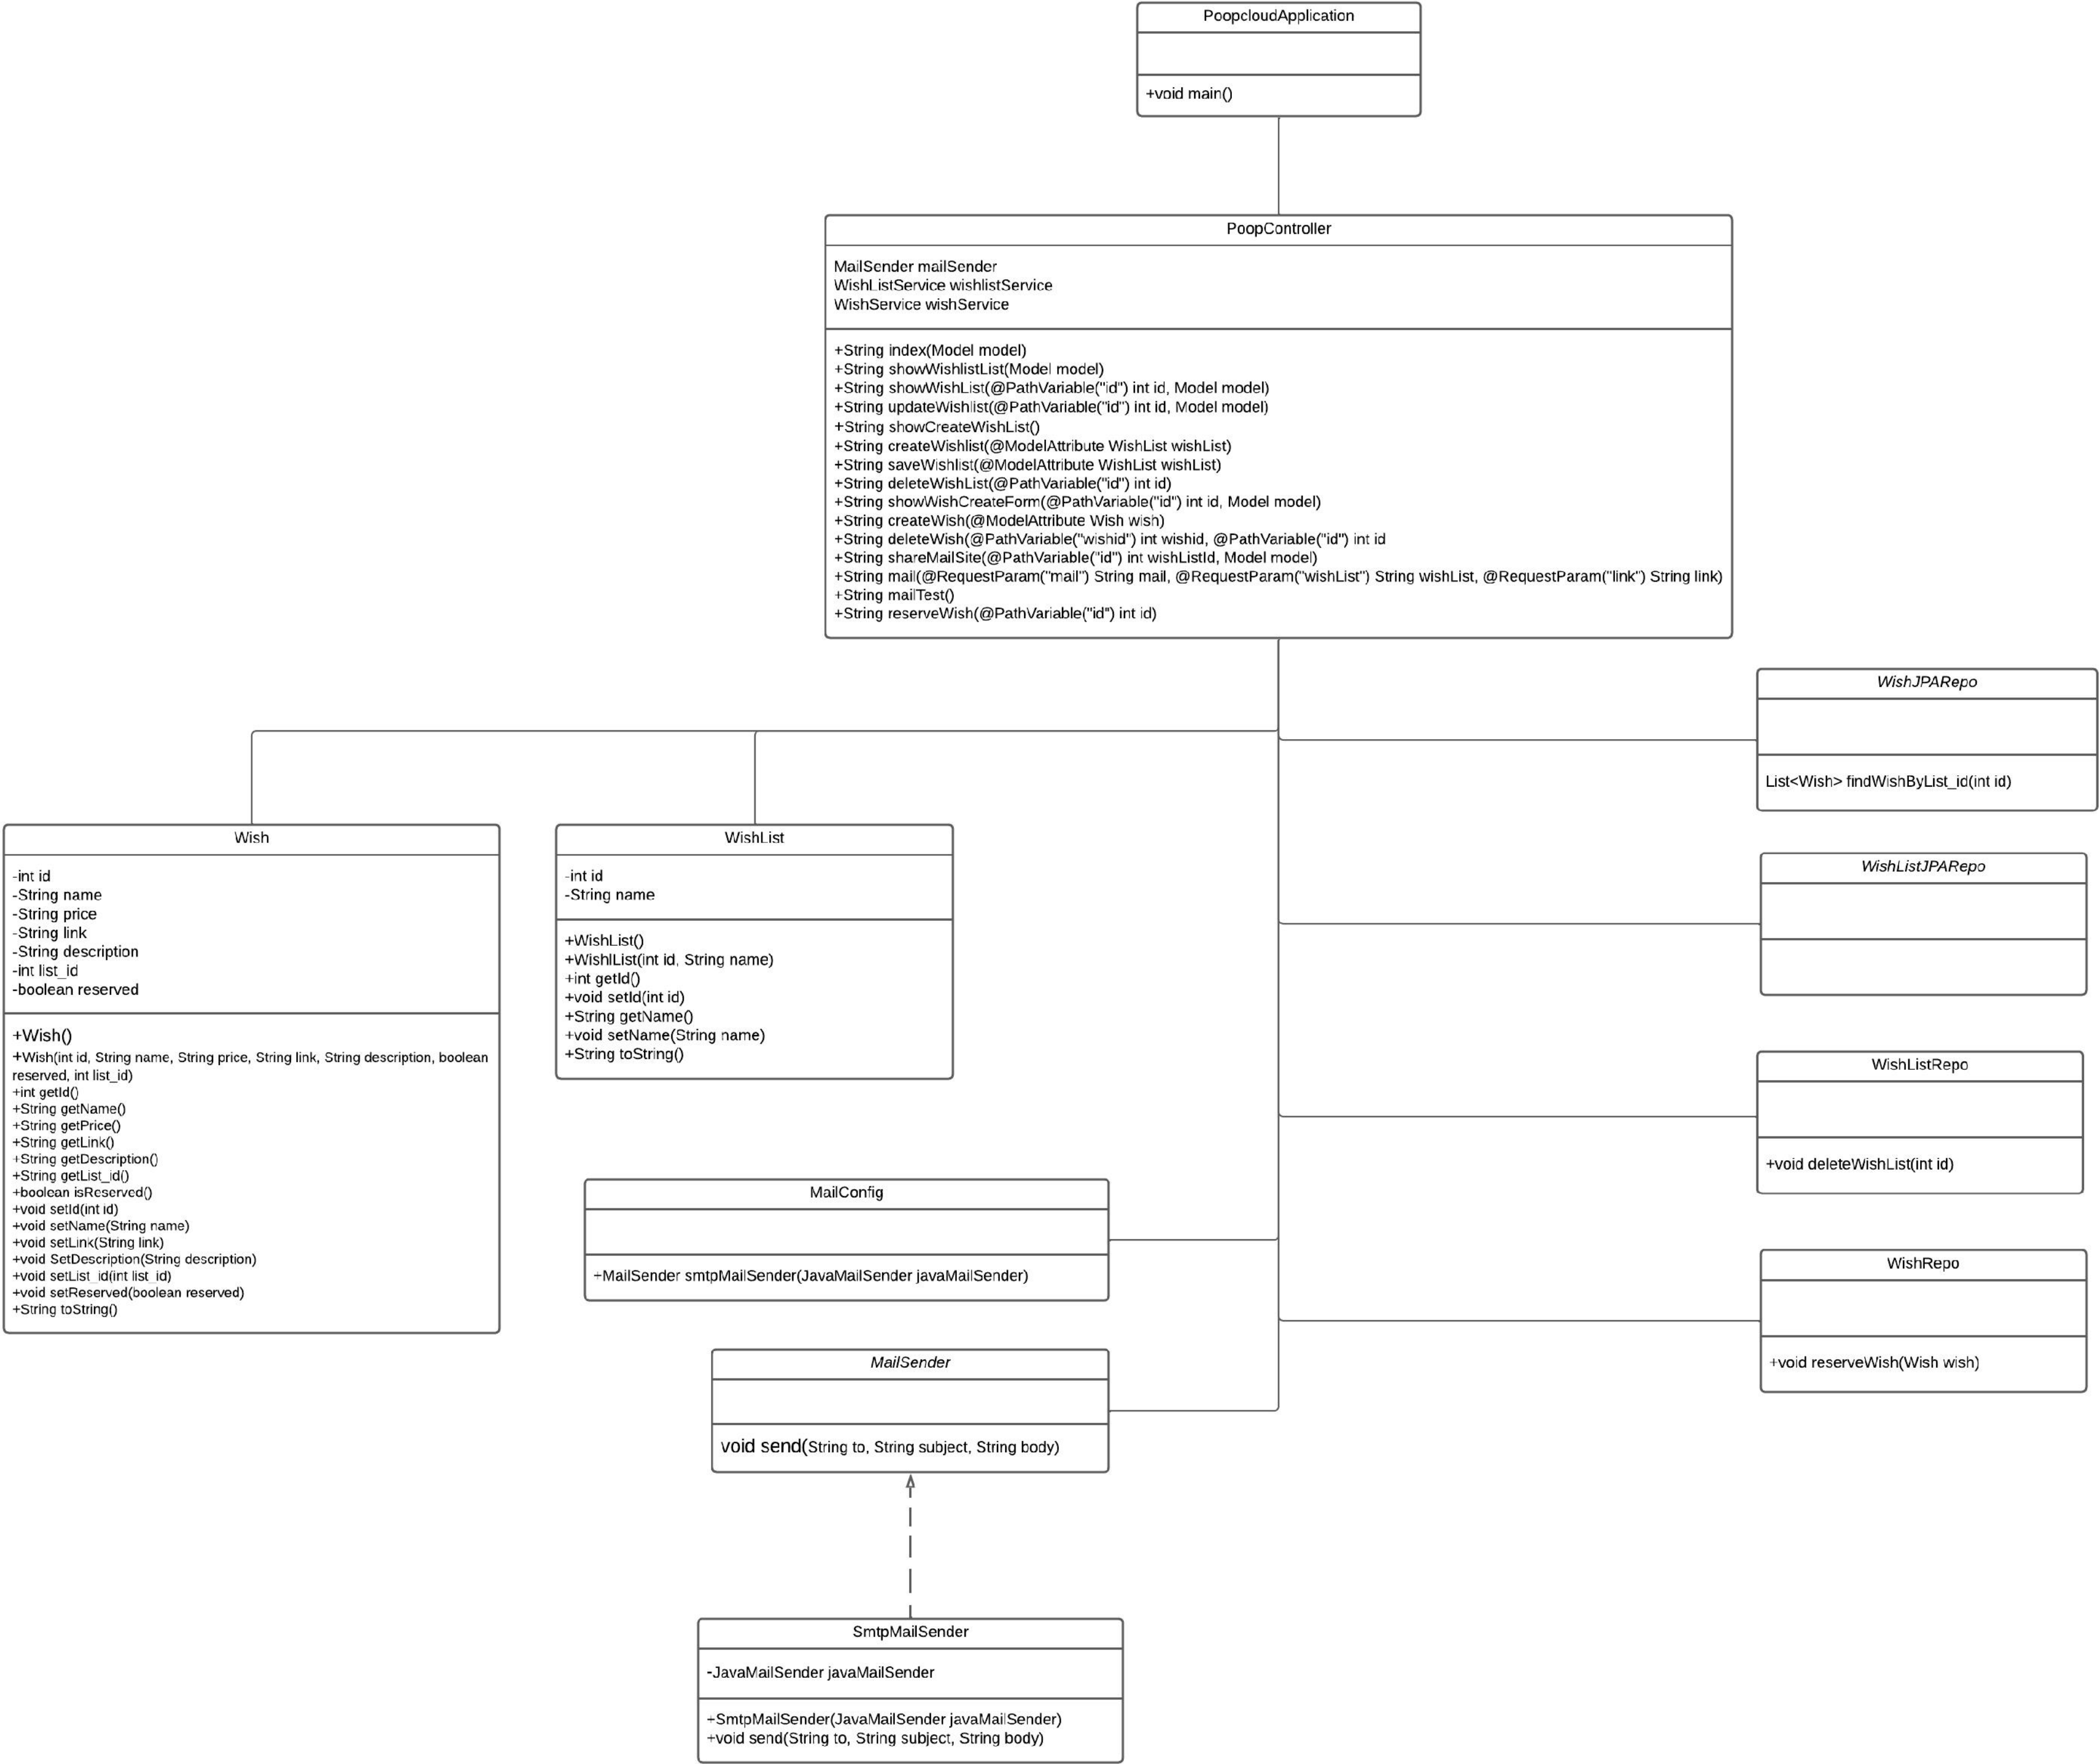 PoopcloudApplication
+void main()
PoopController
MailSender mailSender
WishListService wishlistService
WishService wishService
+String index(Model model)
+String showWishlistList(Model model)
+String showWishList(@PathVariable("id") int id, Model model)
+String updateWishlist(@PathVariable("id") int id, Model model)
+String showCreateWishList()
+String createWishlist(@ModelAttribute WishList wishList)
+String saveWishlist(@ModelAttribute WishList wishList)
+String deleteWishList(@PathVariable("id") int id)
+String showWishCreateForm(@PathVariable("id") int id, Model model)
+String createWish(@ModelAttribute Wish wish)
+String deleteWish(@PathVariable("wishid") int wishid, @PathVariable("id") int id
+String shareMailSite(@PathVariable("id") int wishListId, Model model)
+String mail(@RequestParam("mail") String mail, @RequestParam("wishList") String wishList, @RequestParam("link") String link)
+String mailTest()
+String reserveWish(@PathVariable("id") int id)
WishJPARepo
List<Wish> findWishByList_id(int id)
Wish
-int id
-String name
-String price
-String link
-String description
-int list_id
-boolean reserved
+Wish()
+Wish(int id, String name, String price, String link, String description, boolean
reserved, int list_id)
+int getId()
+String getName()
+String getPrice()
+String getLink()
+String getDescription()
+String getList_id()
+boolean isReserved()
+void setId(int id)
+void setName(String name)
+void setLink(String link)
+void SetDescription(String description)
+void setList_id(int list_id)
+void setReserved(boolean reserved)
+String toString()
WishList
-int id
-String name
+WishList()
+WishlList(int id, String name)
+int getId()
+void setId(int id)
+String getName()
+void setName(String name)
+String toString()
WishListJPARepo
WishListRepo
+void deleteWishList(int id)
MailConfig
+MailSender smtpMailSender(JavaMailSender javaMailSender)
WishRepo
+void reserveWish(Wish wish)
MailSender
void send(String to, String subject, String body)
SmtpMailSender
-JavaMailSender javaMailSender
+SmtpMailSender(JavaMailSender javaMailSender)
+void send(String to, String subject, String body)